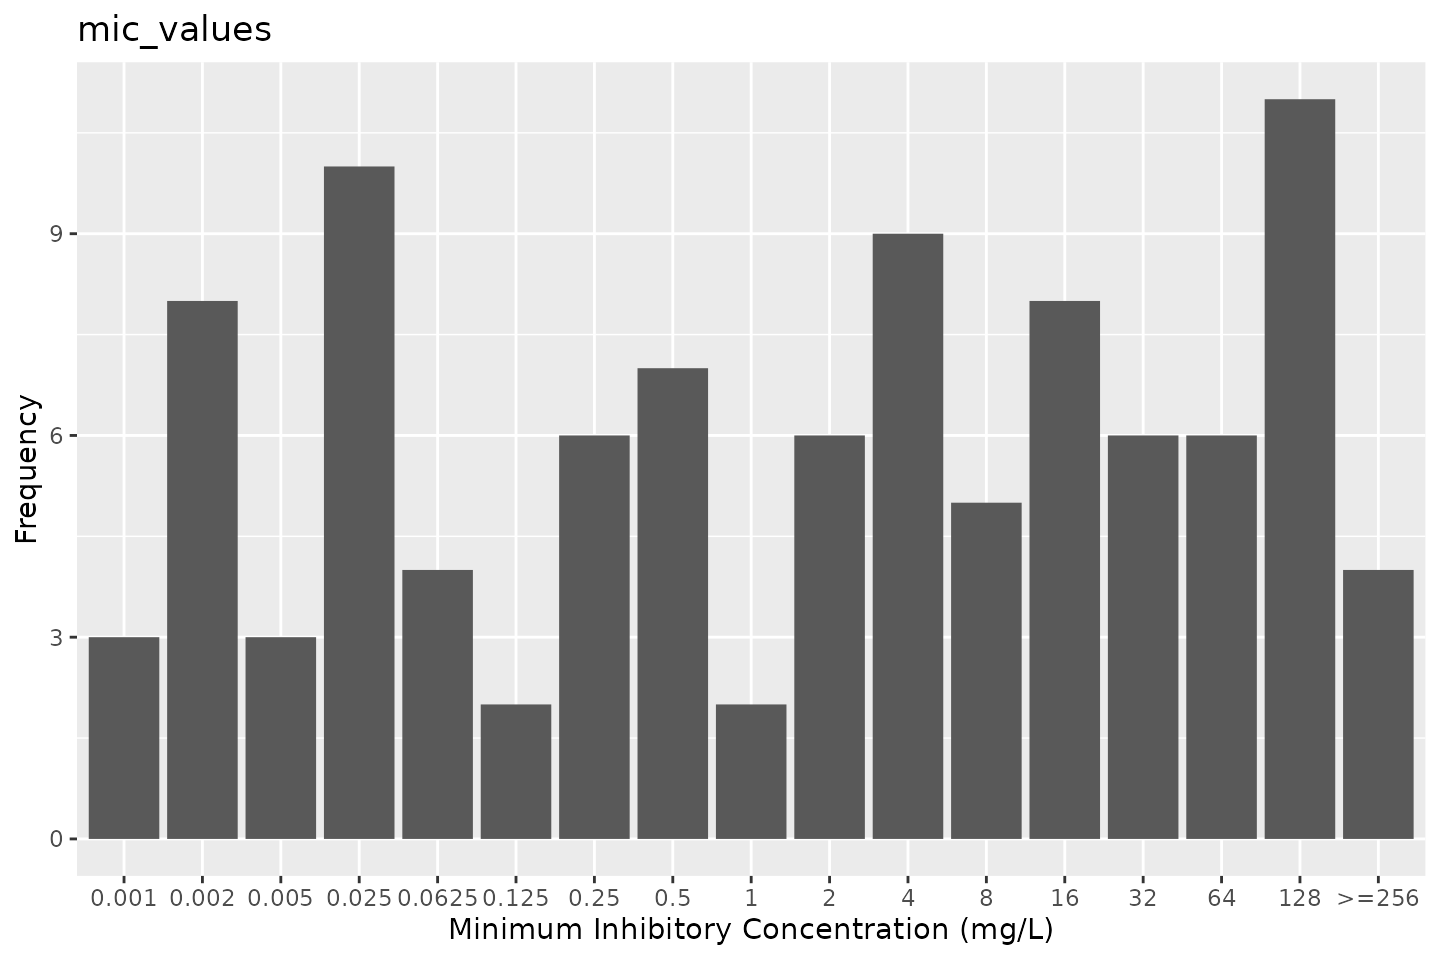 mic_values
Frequency
9
6
3
0
0.001 0.002 0.005 0.025 0.0625 0.125 0.25 0.5 1 2 4 8 16 32 64 128 >=256
Minimum Inhibitory Concentration (mg/L)